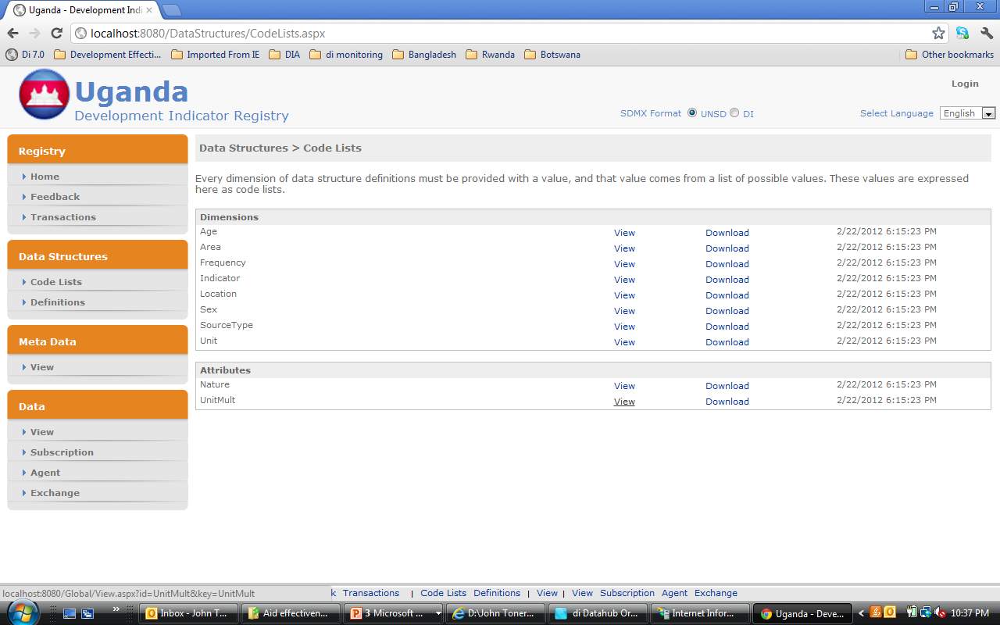 Uganda - Development Indi
localhost:8080/DataStructures/CodeLists.aspx
Di 7.0 Development Effecti... Imported From IE DIA di monitoring Bangladesh Rwanda Botswana Other bookmarks
Uganda
Development Indicator Registry
Login
SDMX Format UNSD DI
Select Language English
Registry
Home
Feedback
Transactions
Data Structures
Code Lists
Definitions
Meta Data
View
Data
View
Subscription
Agent
Exchange
Data Structures > Code Lists
Every dimension of data structure definitions must be provided with a value, and that value comes from a list of possible values. These values are expressed
here as code lists.
Dimensions
Age View Download 2/22/2012 6:15:23 PM
Area View Download 2/22/2012 6:15:23 PM
Frequency View Download 2/22/2012 6:15:23 PM
Indicator View Download 2/22/2012 6:15:23 PM
Location View Download 2/22/2012 6:15:23 PM
Sex View Download 2/22/2012 6:15:23 PM
SourceType View Download 2/22/2012 6:15:23 PM
Unit View Download 2/22/2012 6:15:23 PM
Attributes
Nature View Download 2/22/2012 6:15:23 PM
UnitMult View Download 2/22/2012 6:15:23 PM
localhost:8080/Global/View.aspx?id=UnitMult&key=UnitMult
k Transactions | Code Lists Definitions | View | View Subscription Agent Exchange
Inbox - John T... Aid effectiven... 3 Microsoft ... D:\John Toner... di Datahub Or... Internet Infor... Uganda - Deve... 10:37 PM